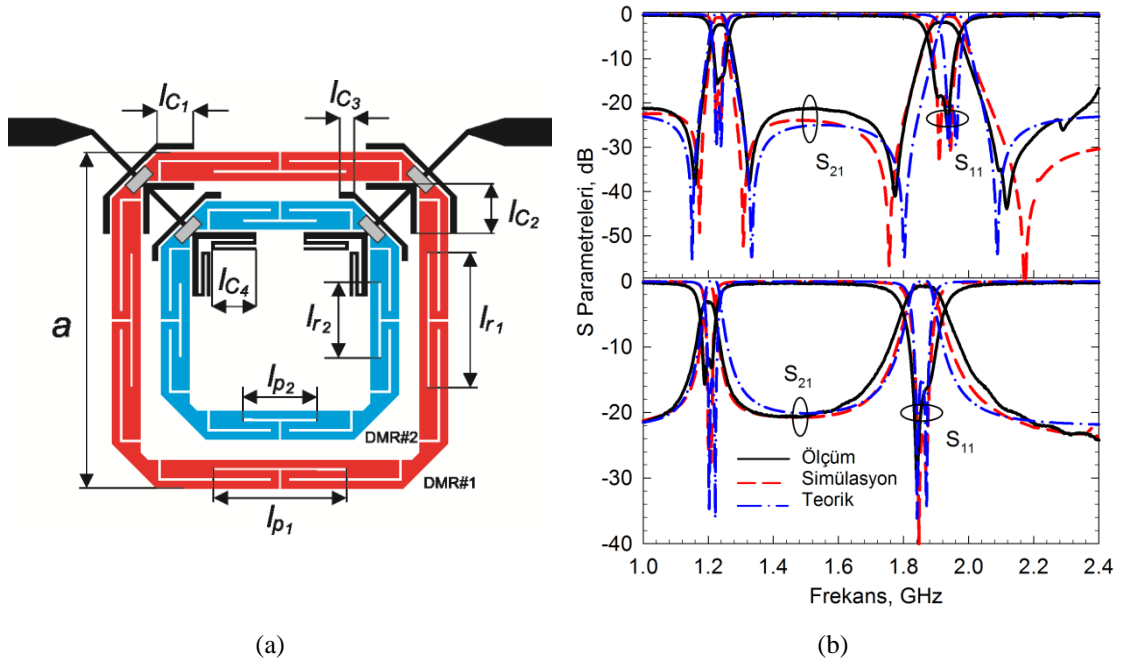 l_C1
l_C3
l_C2
l_C4
a
l_r1
l_r2
l_p2
DMR#2
DMR#1
l_p1
(a)
S Parametreleri, dB
0
-10
-20
-30
-40
-50
S21
S11
0
-10
-20
-30
-40
S21
S11
Ölçüm
Simülasyon
Teorik
1.0 1.2 1.4 1.6 1.8 2.0 2.2 2.4
Frekans, GHz
(b)